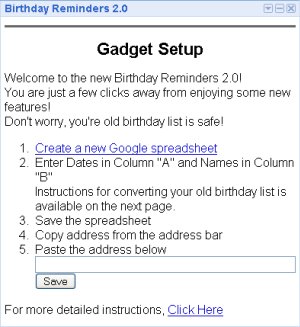 Birthday Reminders 2.0
Gadget Setup
Welcome to the new Birthday Reminders 2.0!
You are just a few clicks away from enjoying some new
features!
Don't worry, you're old birthday list is safe!
1. Create a new Google spreadsheet
2. Enter Dates in Column "A" and Names in Column
"B"
Instructions for converting your old birthday list is
available on the next page.
3. Save the spreadsheet
4. Copy address from the address bar
5. Paste the address below
Save
For more detailed instructions, Click Here